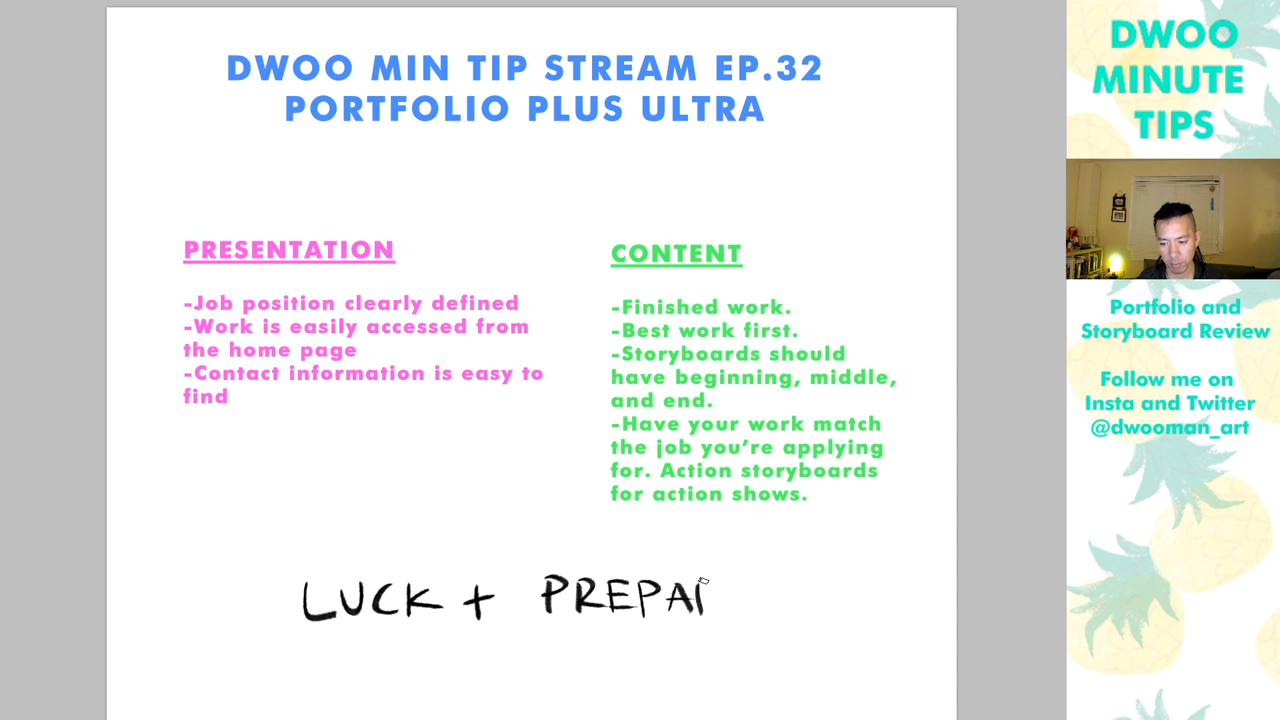 DWOO MIN TIP STREAM EP.32
PORTFOLIO PLUS ULTRA
PRESENTATION
-Job position clearly defined
-Work is easily accessed from
the home page
-Contact information is easy to
find
CONTENT
-Finished work.
-Best work first.
-Storyboards should
have beginning, middle,
and end.
-Have your work match
the job you're applying
for. Action storyboards
for action shows.
LUCK + PREPA
DWOO
MINUTE
TIPS
Portfolio and
Storyboard Review
Follow me on
Insta and Twitter
@dwooman_art